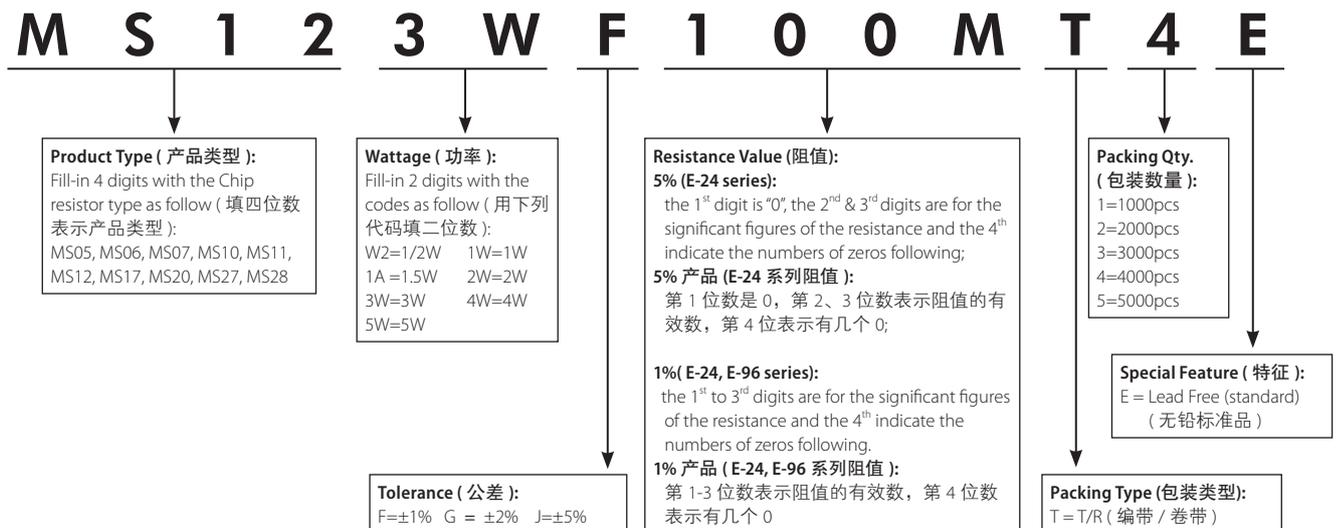 M S 1 2 3 W F 1 0 0 M T 4 E
Product Type ( 产品类型 ):
Fill-in 4 digits with the Chip
resistor type as follow ( 填四位数
表示产品类型 ):
MS05, MS06, MS07, MS10, MS11,
MS12, MS17, MS20, MS27, MS28
Wattage ( 功率 ):
Fill-in 2 digits with the
codes as follow ( 用下列
代码填二位数 ):
W2=1/2W 1W=1W
1A =1.5W 2W=2W
3W=3W 4W=4W
5W=5W
Tolerance ( 公差 ):
F=±1% G = ±2% J=±5%
Resistance Value (阻值):
5% (E-24 series):
the 1st digit is “0”, the 2nd & 3rd digits are for the
significant figures of the resistance and the 4th
indicate the numbers of zeros following;
5% 产品 (E-24 系列阻值 ):
第 1 位数是 0，第 2、3 位数表示阻值的有
效数，第 4 位表示有几个 0;
1%( E-24, E-96 series):
the 1st to 3rd digits are for the significant figures
of the resistance and the 4th indicate the
numbers of zeros following.
1% 产品 ( E-24, E-96 系列阻值 ):
第 1-3 位数表示阻值的有效数，第 4 位数
表示有几个 0
Packing Qty.
( 包装数量 ):
1=1000pcs
2=2000pcs
3=3000pcs
4=4000pcs
5=5000pcs
Special Feature ( 特征 ):
E = Lead Free (standard)
( 无铅标准品 )
Packing Type (包装类型):
T = T/R ( 编带 / 卷带 )